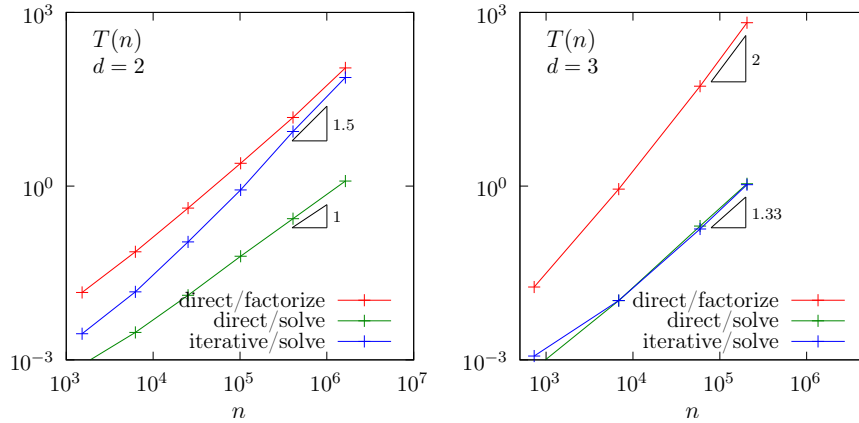 10^3
10^0
10^-3
T(n)
d = 2
1.5
1
direct/factorize
direct/solve
iterative/solve
10^3 10^4 10^5 10^6 10^7
n
10^3
10^0
10^-3
T(n)
d = 3
2
1.33
direct/factorize
direct/solve
iterative/solve
10^3 10^4 10^5
n